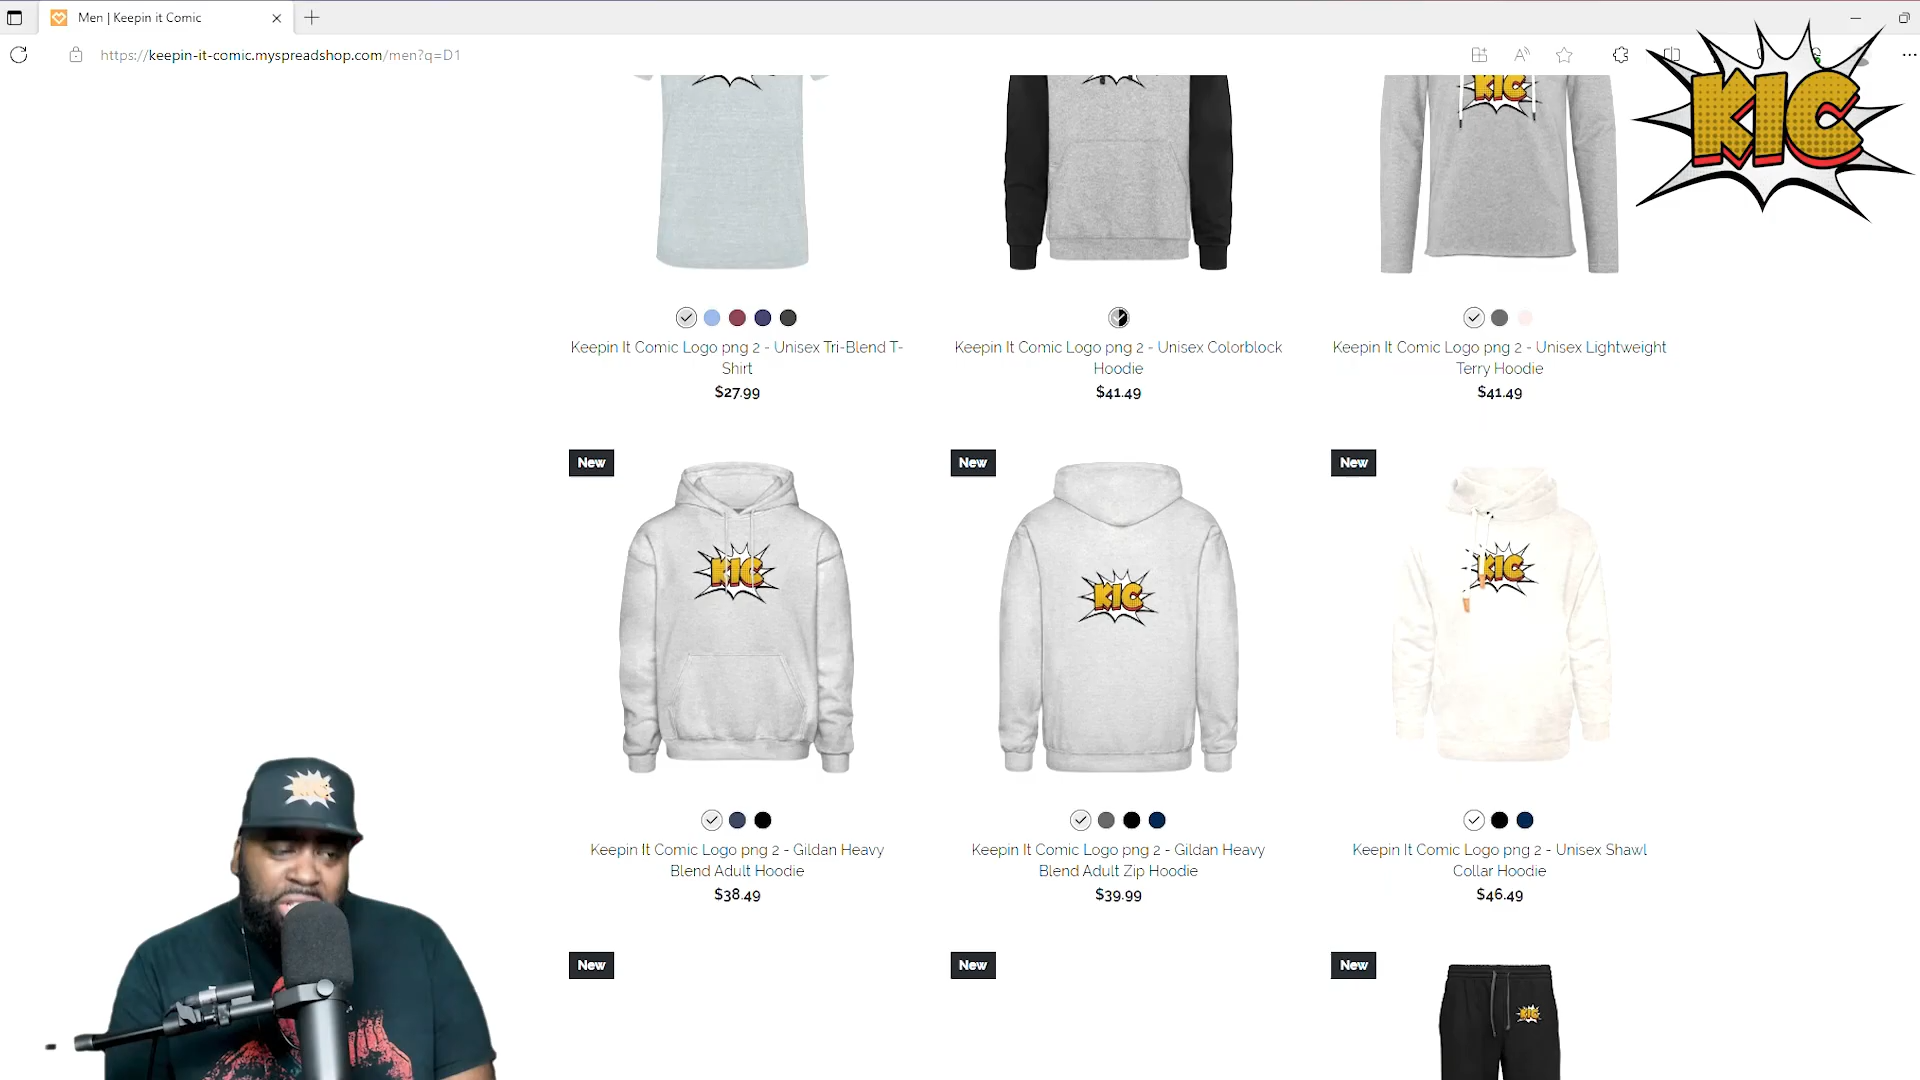 Men | Keepin it Comic
https://keepin-it-comic.myspreadshop.com/men?q=D1
KIC
KIC
Keepin It Comic Logo png 2 - Unisex Tri-Blend T-
Shirt
$27.99
Keepin It Comic Logo png 2 - Unisex Colorblock
Hoodie
$41.49
Keepin It Comic Logo png 2 - Unisex Lightweight
Terry Hoodie
$41.49
New
New
New
KIC
KIC
KIC
Keepin It Comic Logo png 2 - Gildan Heavy
Blend Adult Hoodie
$38.49
Keepin It Comic Logo png 2 - Gildan Heavy
Blend Adult Zip Hoodie
$39.99
Keepin It Comic Logo png 2 - Unisex Shawl
Collar Hoodie
$46.49
New
New
New
KIC